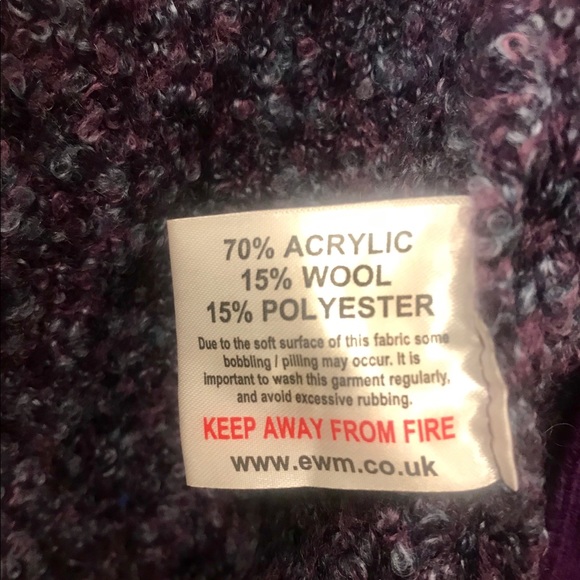 70% ACRYLIC
15% WOOL
15% POLYESTER
Due to the soft surface of this fabric some
bobbling / pilling may occur. It is
important to wash this garment regularly,
and avoid excessive rubbing.
KEEP AWAY FROM FIRE
www.ewm.co.uk